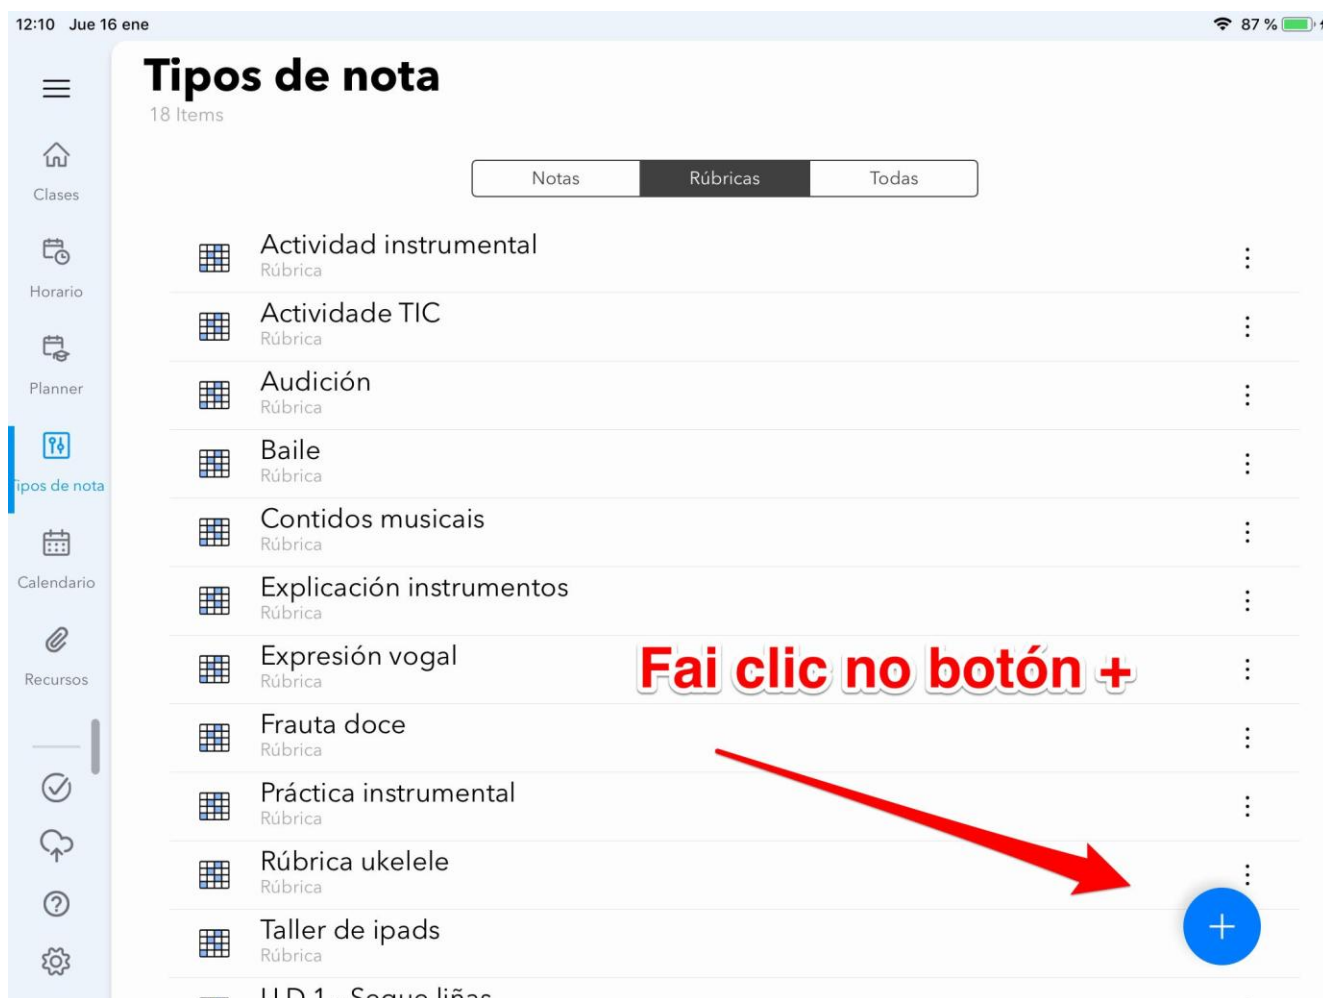 12:10 Jue 16 ene
87 %
Tipos de nota
18 Items
Notas
Rúbricas
Todas
Clases
Horario
Planner
Tipos de nota
Calendario
Recursos
Actividad instrumental
Rúbrica
Actividade TIC
Rúbrica
Audición
Rúbrica
Baile
Rúbrica
Contidos musicais
Rúbrica
Explicación instrumentos
Rúbrica
Expresión vogal
Rúbrica
Fai clic no botón +
Frauta doce
Rúbrica
Práctica instrumental
Rúbrica
Rúbrica ukelele
Rúbrica
Taller de ipads
Rúbrica
+